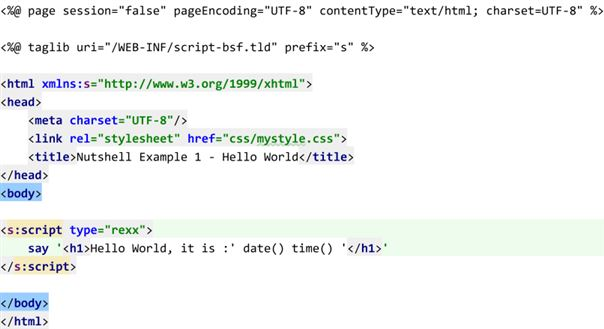 <%@ page session="false" pageEncoding="UTF-8" contentType="text/html; charset=UTF-8" %>
<%@ taglib uri="/WEB-INF/script-bsf.tld" prefix="s" %>
<html xmlns:s="http://www.w3.org/1999/xhtml">
<head>
    <meta charset="UTF-8"/>
    <link rel="stylesheet" href="css/mystyle.css">
    <title>Nutshell Example 1 - Hello World</title>
</head>
<body>
<s:script type="rexx">
    say '<h1>Hello World, it is :' date() time() '</h1>'
</s:script>
</body>
</html>